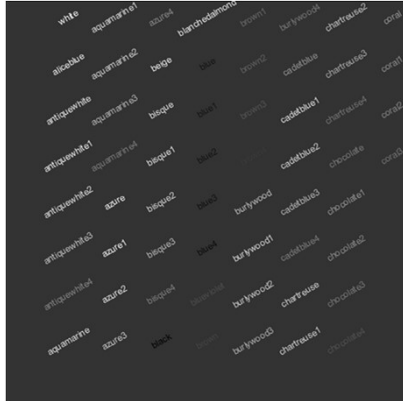 white
aliceblue
antiquewhite
antiquewhite1
antiquewhite2
antiquewhite3
antiquewhite4
aquamarine
aquamarine1
aquamarine2
aquamarine3
aquamarine4
azure
azure1
azure2
azure3
azure4
beige
bisque
bisque1
bisque2
bisque3
bisque4
black
blanchedalmond
blue
blue1
blue2
blue3
blue4
blueviolet
brown
brown1
brown2
brown3
burlywood
burlywood1
burlywood2
burlywood3
burlywood4
cadetblue
cadetblue1
cadetblue2
cadetblue3
cadetblue4
chartreuse
chartreuse1
chartreuse2
chartreuse3
chartreuse4
chocolate
chocolate1
chocolate2
chocolate3
chocolate4
coral
coral1
coral2
coral3